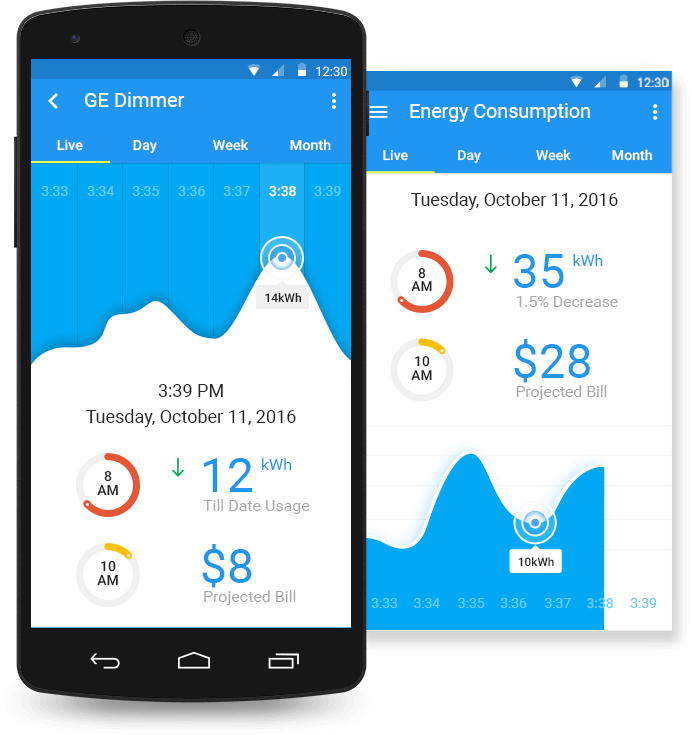 12:30
GE Dimmer
Live Day Week Month
3:33 3:34 3:35 3:36 3:37 3:38 3:39
14kWh
3:39 PM
Tuesday, October 11, 2016
8
AM
12 kWh
Till Date Usage
10
AM
$8
Projected Bill
12:30
Energy Consumption
Live Day Week Month
Tuesday, October 11, 2016
8
AM
35 kWh
1.5% Decrease
10
AM
$28
Projected Bill
10kWh
3:33 3:34 3:35 3:36 3:37 3:38 3:39